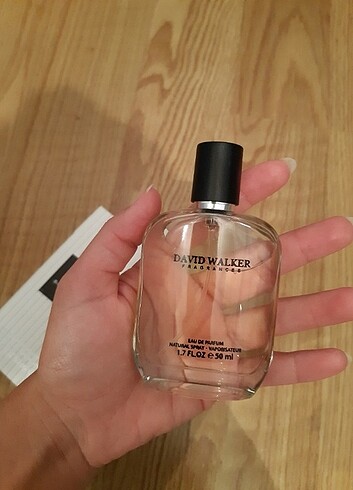 DAVID WALKER
FRAGRANCES
EAU DE PARFUM
NATURAL SPRAY - VAPORISATEUR
1.7 FL.OZ ℮ 50 ml